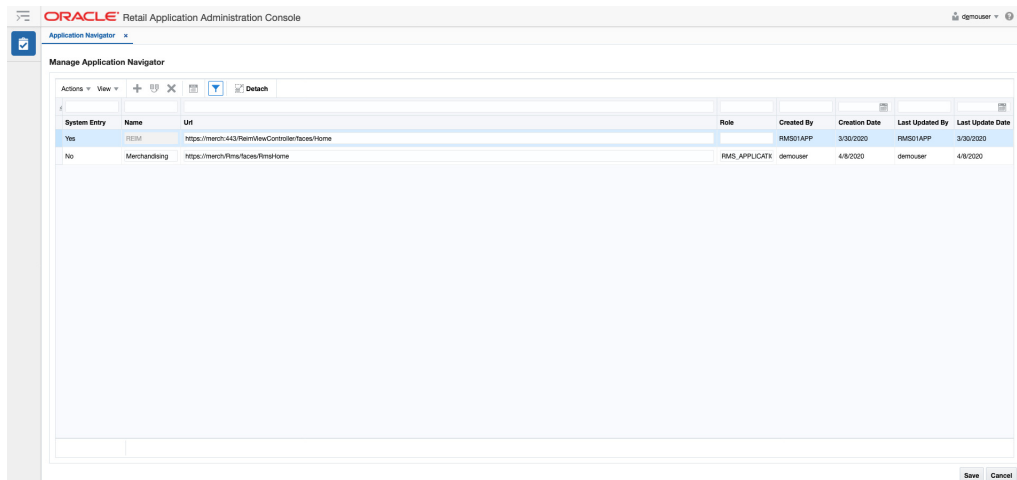 ORACLE® Retail Application Administration Console demouser
Application Navigator ×
Manage Application Navigator
Actions View Detach
System Entry Name Url Role Created By Creation Date Last Updated By Last Update Date
Yes REIM https://merch:443/ReimViewController/faces/Home RMS01APP 3/30/2020 RMS01APP 3/30/2020
No Merchandising https://merch/Rms/faces/RmsHome RMS_APPLICATIO demouser 4/8/2020 demouser 4/8/2020
Save Cancel